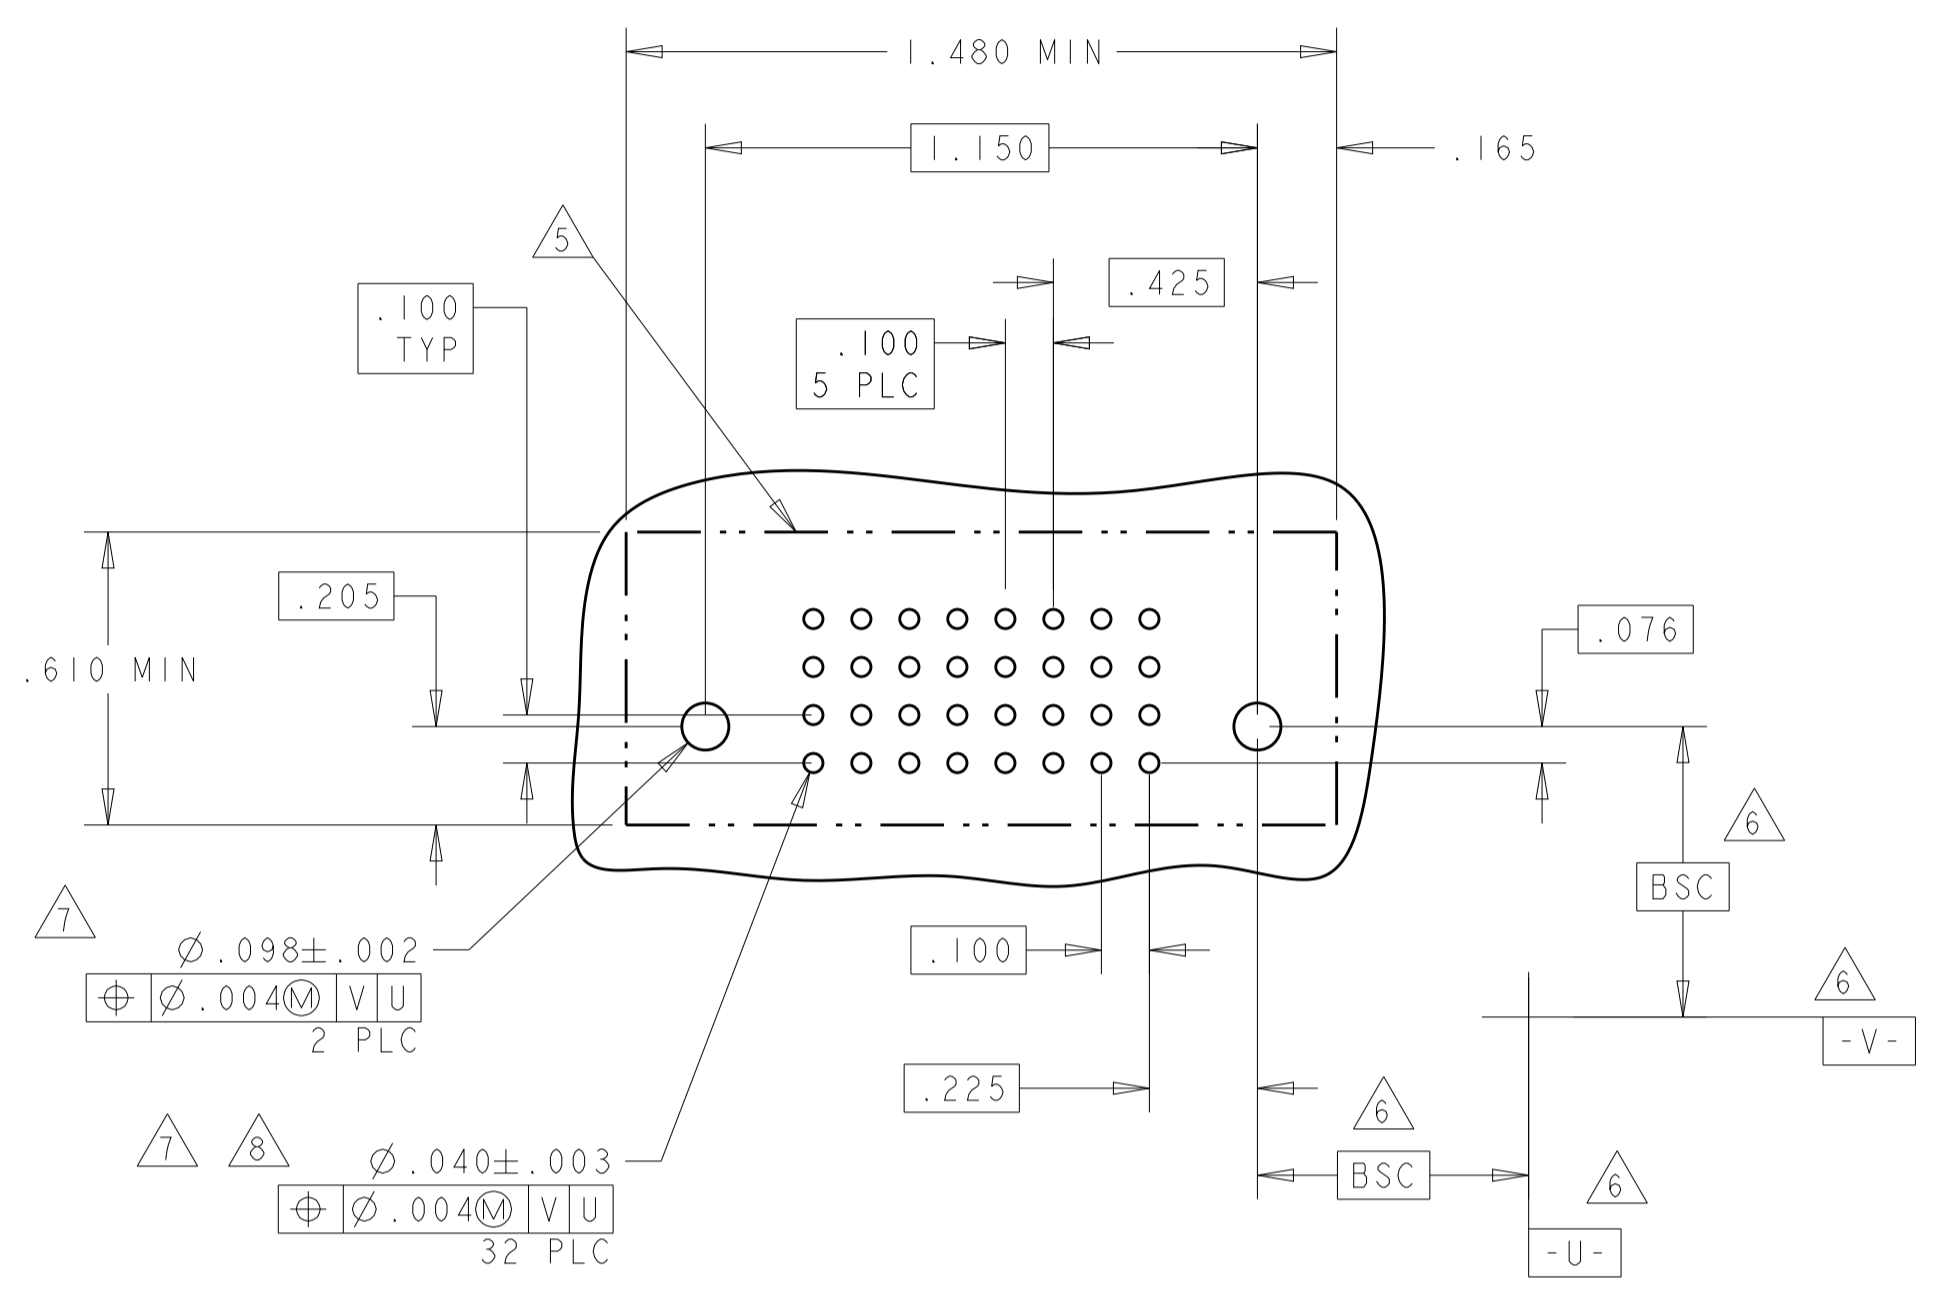 1.480 MIN
1.150
.165
5
.425
.100
TYP
.100
5 PLC
.205
.076
.610 MIN
6
BSC
7
Ø.098±.002
⌖ Ø.004Ⓜ V U
2 PLC
.100
6
-V-
.225
6
7 8
Ø.040±.003
⌖ Ø.004Ⓜ V U
32 PLC
BSC
6
-U-